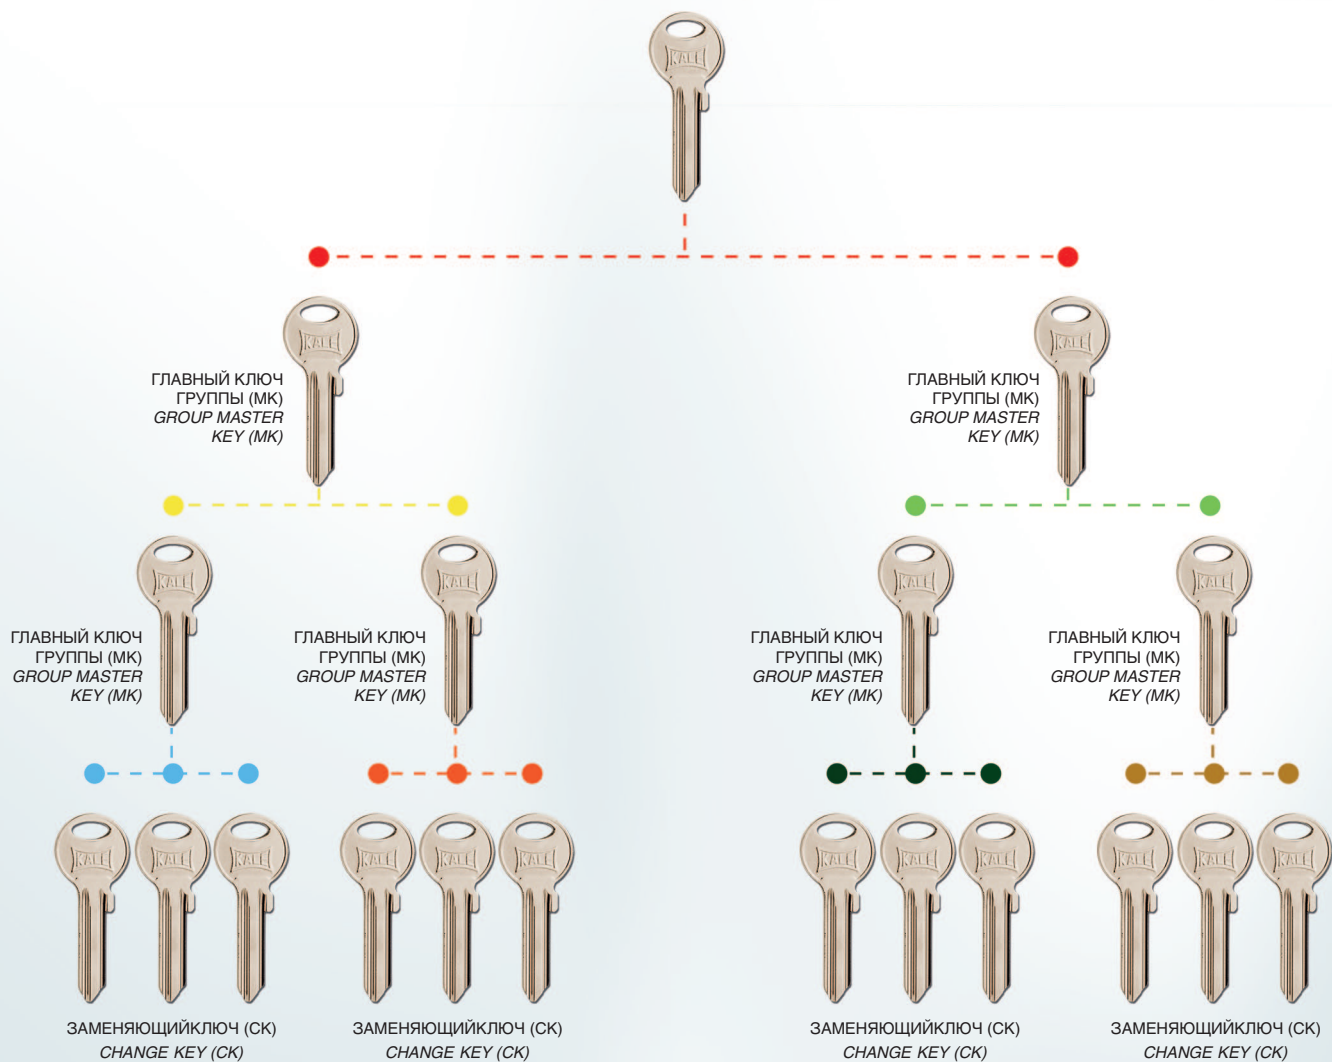 KALE
KALE
KALE
ГЛАВНЫЙ КЛЮЧ
ГРУППЫ (МК)
GROUP MASTER
KEY (MK)
ГЛАВНЫЙ КЛЮЧ
ГРУППЫ (МК)
GROUP MASTER
KEY (MK)
KALE
KALE
KALE
KALE
ГЛАВНЫЙ КЛЮЧ
ГРУППЫ (МК)
GROUP MASTER
KEY (MK)
ГЛАВНЫЙ КЛЮЧ
ГРУППЫ (МК)
GROUP MASTER
KEY (MK)
ГЛАВНЫЙ КЛЮЧ
ГРУППЫ (МК)
GROUP MASTER
KEY (MK)
ГЛАВНЫЙ КЛЮЧ
ГРУППЫ (МК)
GROUP MASTER
KEY (MK)
KALE
KALE
KALE
KALE
KALE
KALE
KALE
KALE
KALE
KALE
KALE
KALE
ЗАМЕНЯЮЩИЙКЛЮЧ (СК)
CHANGE KEY (CK)
ЗАМЕНЯЮЩИЙКЛЮЧ (СК)
CHANGE KEY (CK)
ЗАМЕНЯЮЩИЙКЛЮЧ (СК)
CHANGE KEY (CK)
ЗАМЕНЯЮЩИЙКЛЮЧ (СК)
CHANGE KEY (CK)